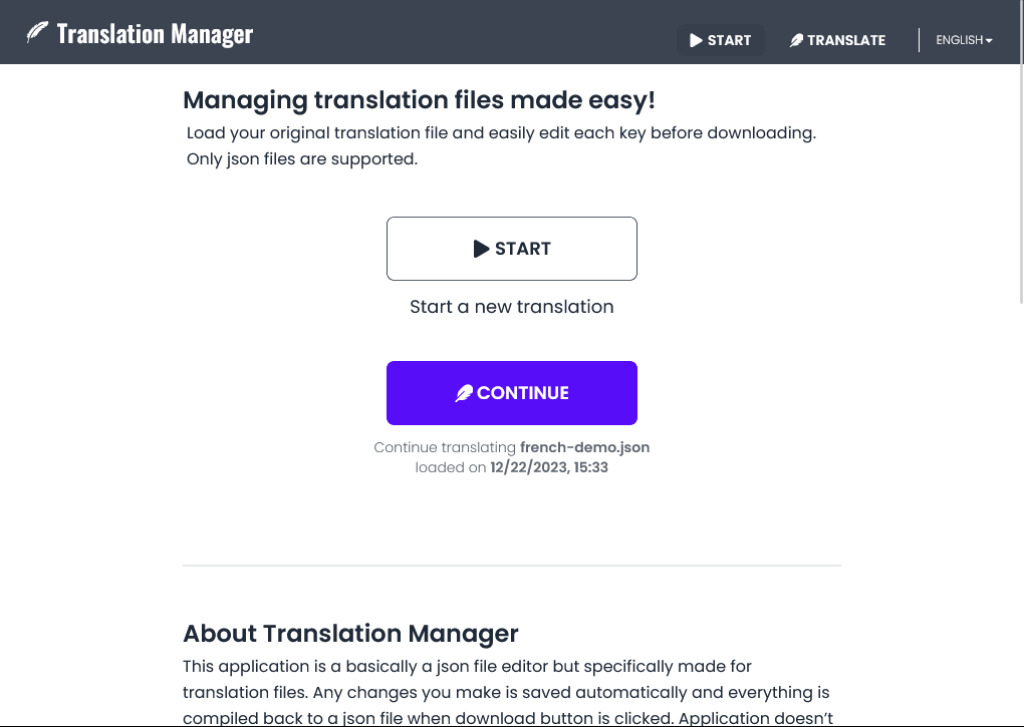 Translation Manager
START
TRANSLATE
ENGLISH
Managing translation files made easy!
Load your original translation file and easily edit each key before downloading.
Only json files are supported.
START
Start a new translation
CONTINUE
Continue translating french-demo.json
loaded on 12/22/2023, 15:33
About Translation Manager
This application is a basically a json file editor but specifically made for
translation files. Any changes you make is saved automatically and everything is
compiled back to a json file when download button is clicked. Application doesn't